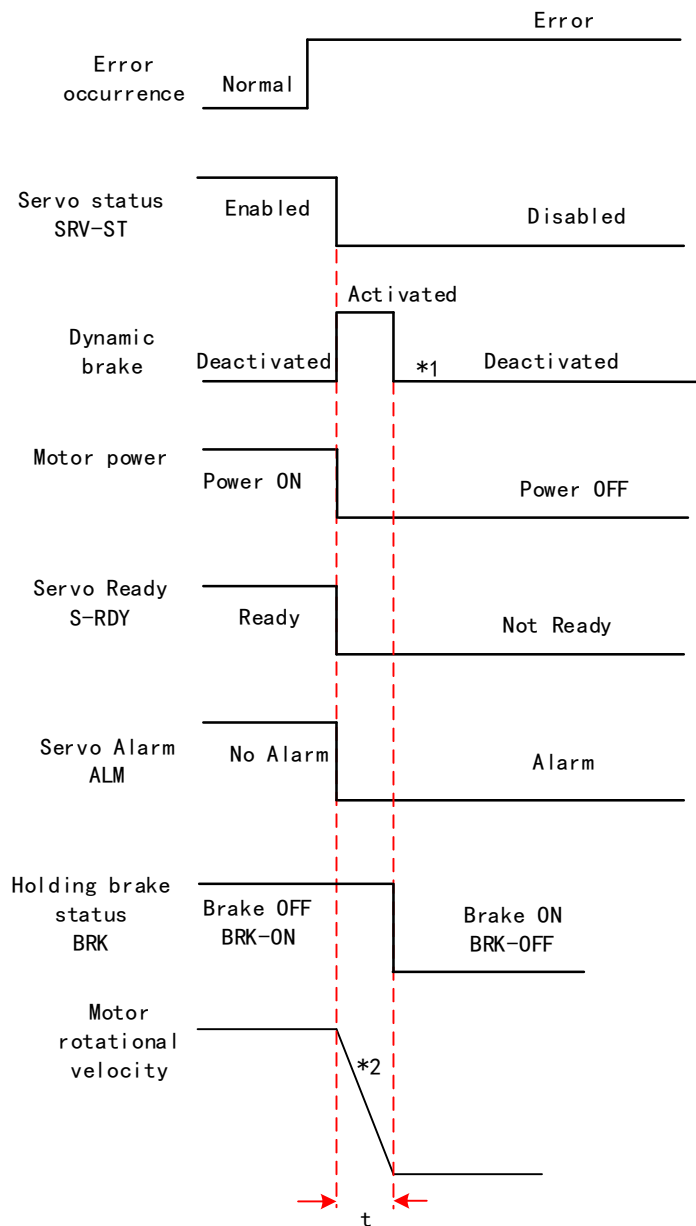 Error
Error
occurrence
Normal
Servo status
SRV-ST
Enabled
Disabled
Activated
Dynamic
brake
Deactivated
*1
Deactivated
Motor power
Power ON
Power OFF
Servo Ready
S-RDY
Ready
Not Ready
Servo Alarm
ALM
No Alarm
Alarm
Holding brake
status
BRK
Brake OFF
BRK-ON
Brake ON
BRK-OFF
Motor
rotational
velocity
*2
t